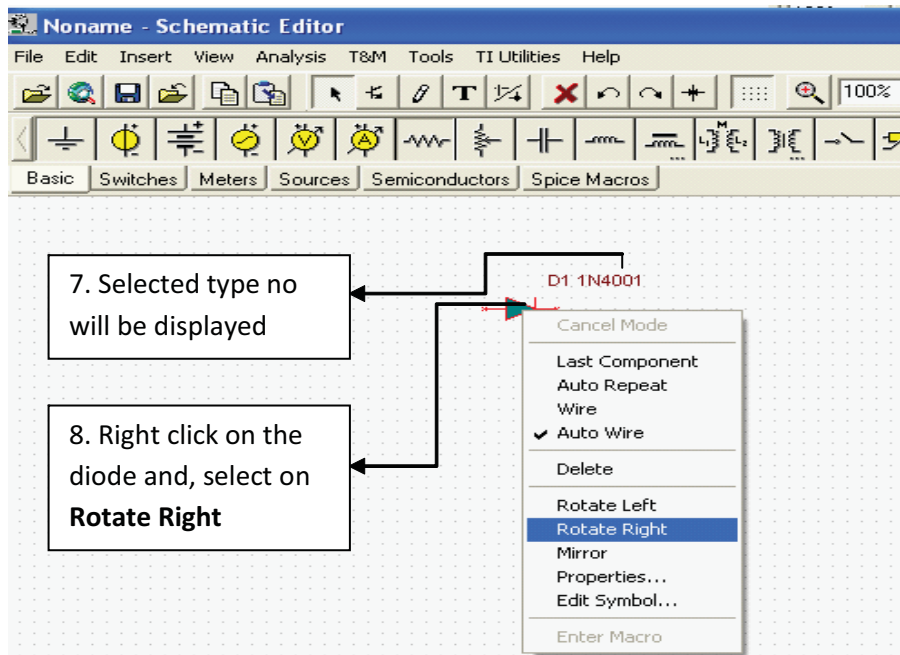 Noname - Schematic Editor
File Edit Insert View Analysis T&M Tools TI Utilities Help
T 100%
Basic Switches Meters Sources Semiconductors Spice Macros
7. Selected type no
will be displayed
D1 1N4001
Cancel Mode
Last Component
Auto Repeat
Wire
Auto Wire
Delete
8. Right click on the
diode and, select on
Rotate Right
Rotate Left
Rotate Right
Mirror
Properties...
Edit Symbol...
Enter Macro